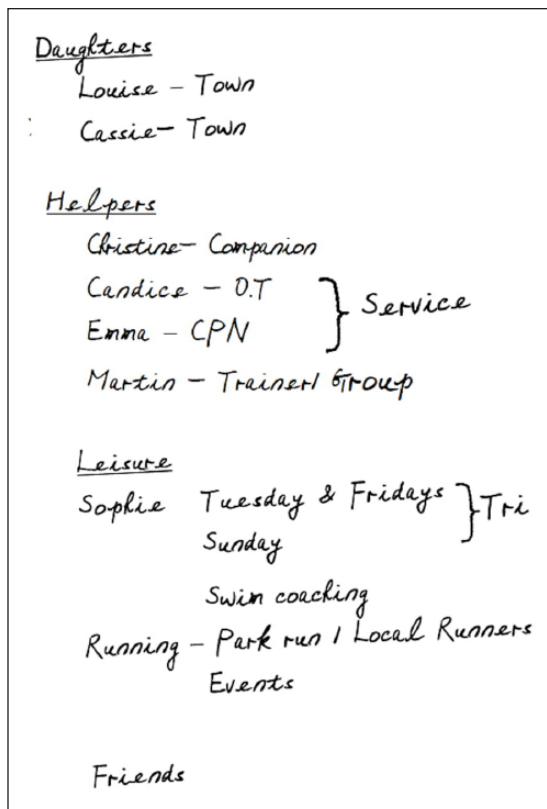 Daughters
Louise - Town
Cassie - Town
Helpers
Christine - Companion
Candice - O.T
Emma - CPN
} Service
Martin - Trainer/ Group
Leisure
Sophie Tuesday & Fridays
Sunday
} Tri
Swim coaching
Running - Park run / Local Runners
Events
Friends